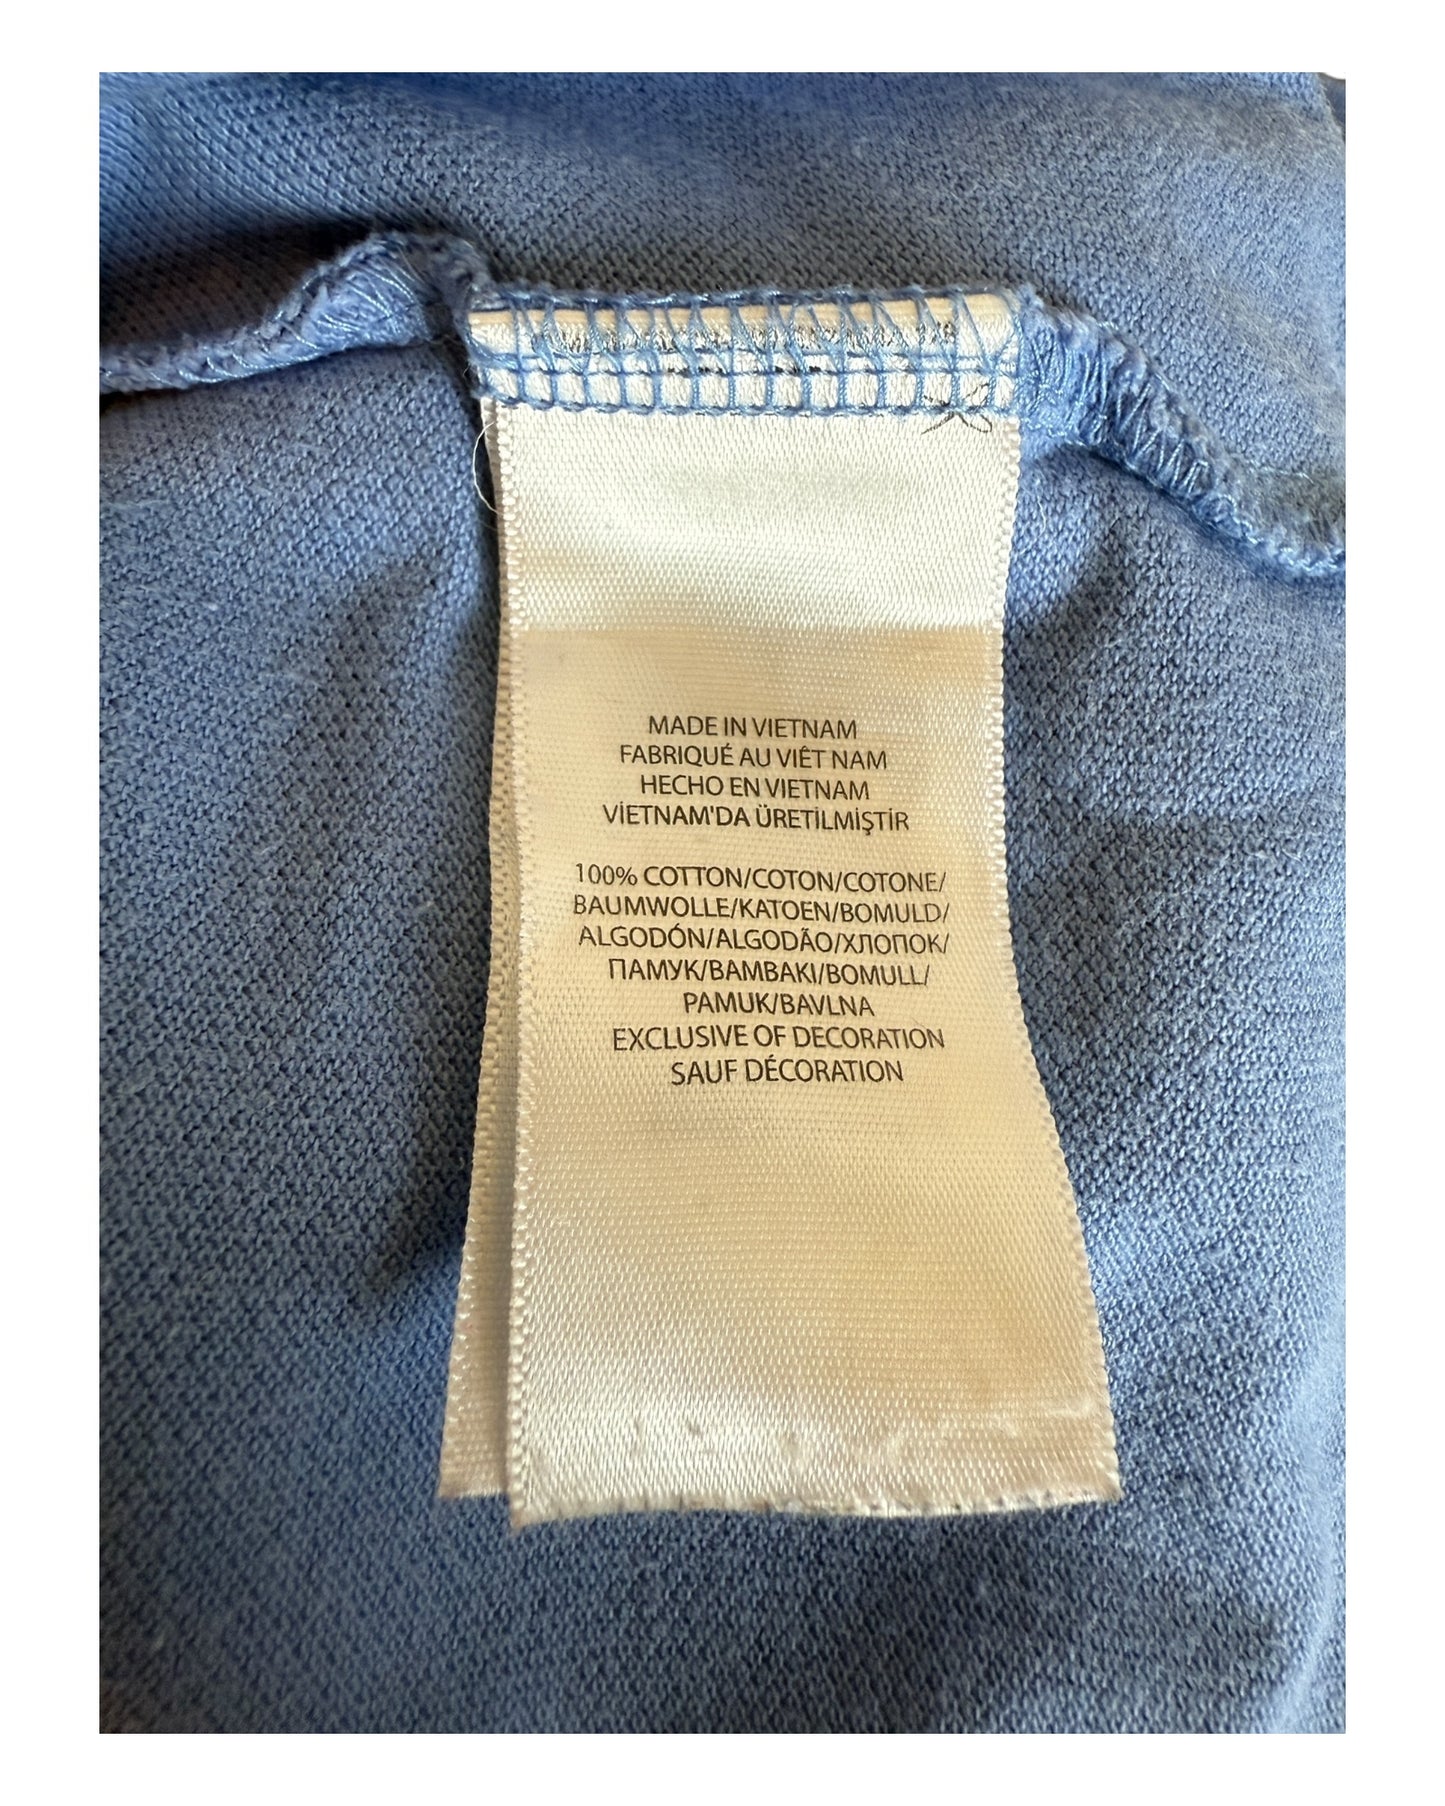 MADE IN VIETNAM
FABRIQUÉ AU VIÊT NAM
HECHO EN VIETNAM
VİETNAM'DA ÜRETİLMİŞTİR
100% COTTON/COTON/COTONE/
BAUMWOLLE/KATOEN/BOMULD/
ALGODÓN/ALGODÃO/ХЛОПОК/
ПАМУК/BAMBAKI/BOMULL/
PAMUK/BAVLNA
EXCLUSIVE OF DECORATION
SAUF DÉCORATION